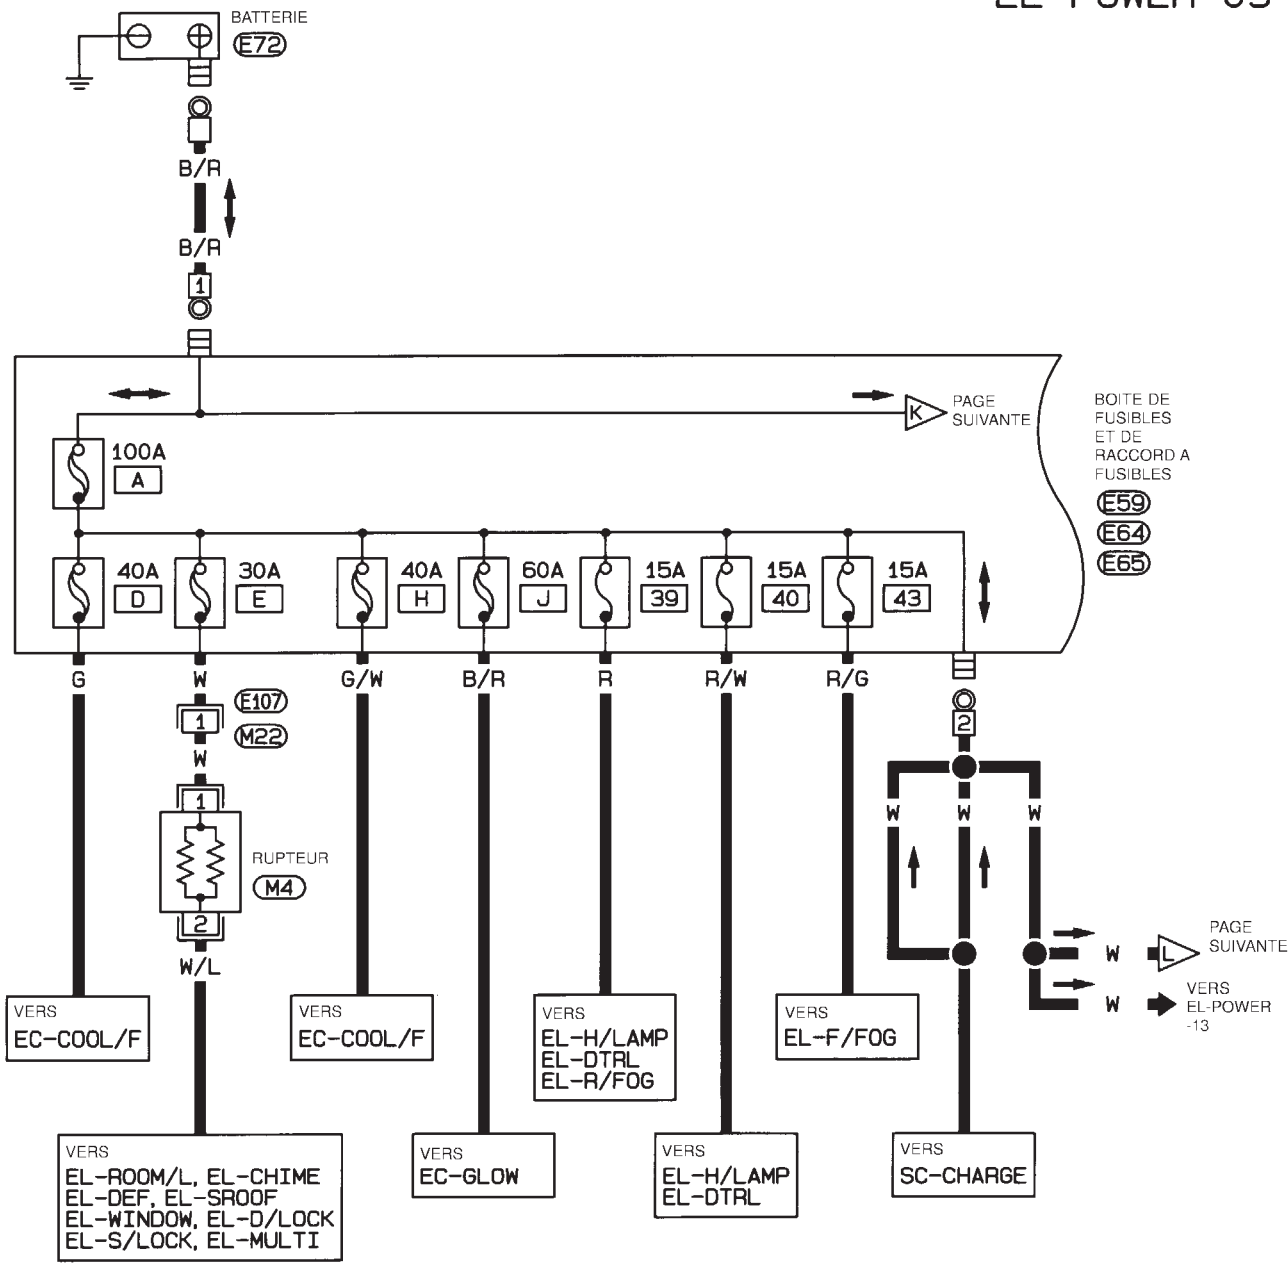 BATTERIE
E72
B/R
B/R
1
K
PAGE
SUIVANTE
BOITE DE
FUSIBLES
ET DE
RACCORD A
FUSIBLES
E59
E64
E65
100A
A
40A
D
30A
E
40A
H
60A
J
15A
39
15A
40
15A
43
G
W
G/W
B/R
R
R/W
R/G
E107
1
M22
W
2
1
W
W
W
RUPTEUR
M4
2
W/L
W
L
PAGE
SUIVANTE
W
VERS
EL-POWER
-13
VERS
EC-COOL/F
VERS
EC-COOL/F
VERS
EL-H/LAMP
EL-DTRL
EL-R/FOG
VERS
EL-F/FOG
VERS
EL-ROOM/L, EL-CHIME
EL-DEF, EL-SROOF
EL-WINDOW, EL-D/LOCK
EL-S/LOCK, EL-MULTI
VERS
EC-GLOW
VERS
EL-H/LAMP
EL-DTRL
VERS
SC-CHARGE